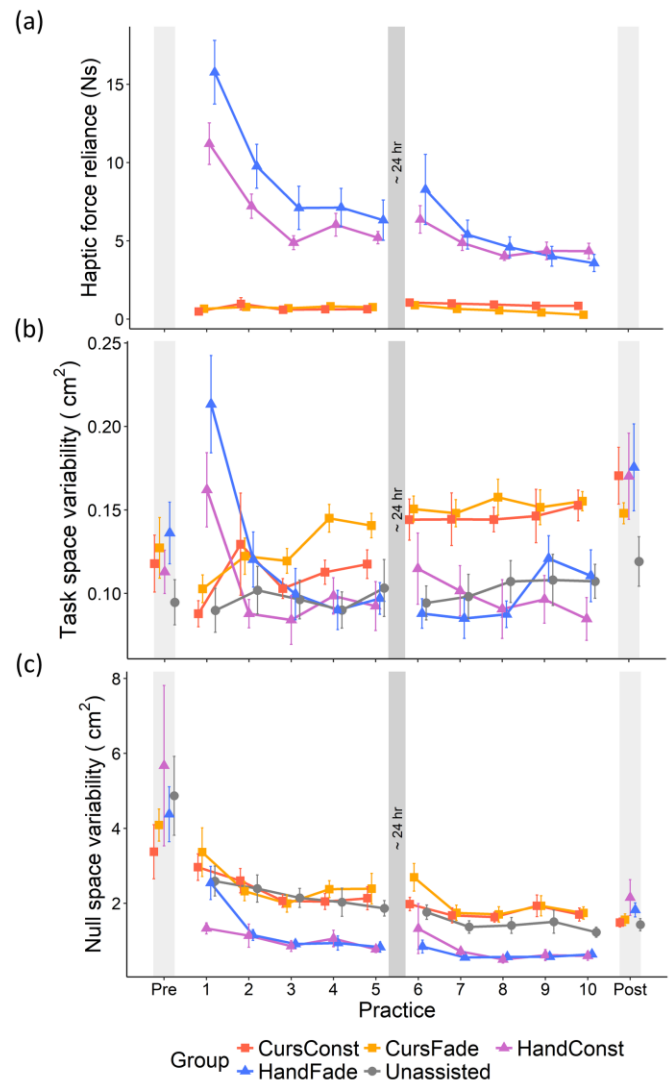 (a)
Haptic force reliance (Ns)
15
10
5
0
~ 24 hr
(b)
Task space variability ( cm²)
0.25
0.20
0.15
0.10
~ 24 hr
(c)
Null space variability ( cm²)
8
6
4
2
~ 24 hr
Pre 1 2 3 4 5 6 7 8 9 10 Post
Practice
Group CursConst CursFade HandConst
HandFade Unassisted